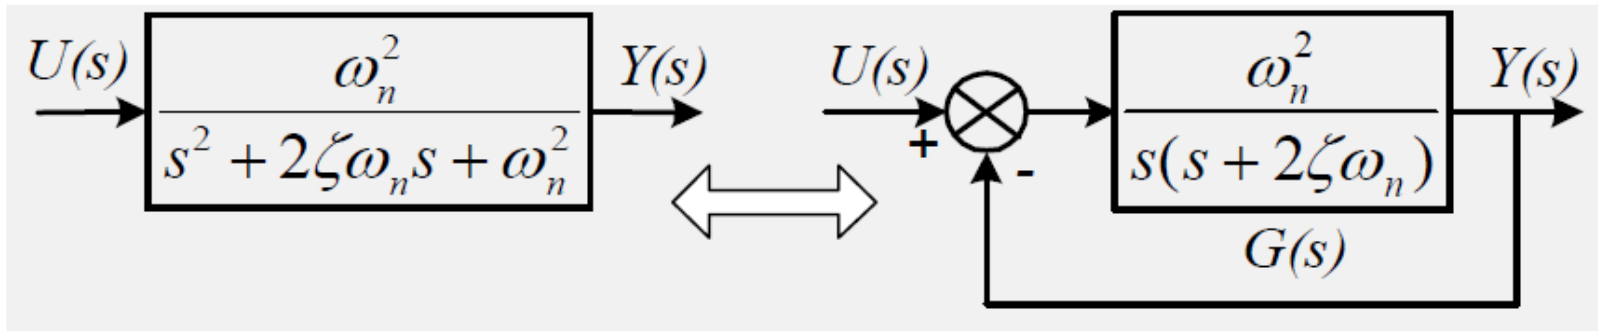 U(s)
ω_n^2
s^2 + 2ζω_n s + ω_n^2
Y(s)
U(s)
+
-
ω_n^2
s(s + 2ζω_n)
G(s)
Y(s)